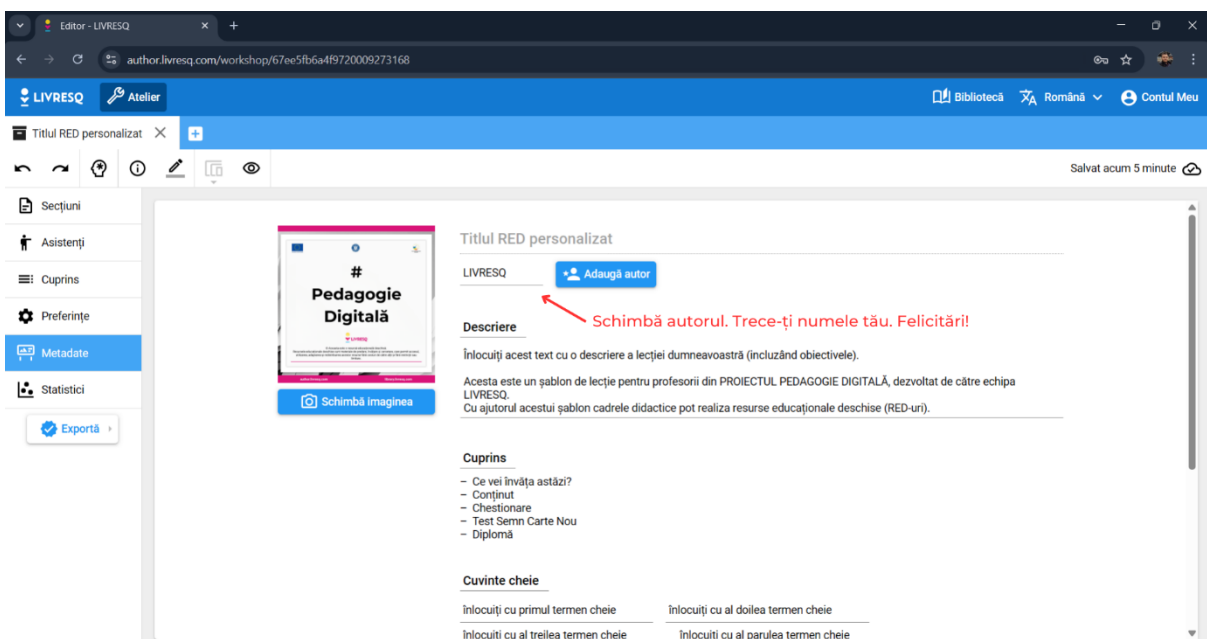 Editor - LIVRESQ
author.livresq.com/workshop/67ee5fb6a4f9720009273168
LIVRESQ Atelier Bibliotecă Română Contul Meu
Titlul RED personalizat
Salvat acum 5 minute
Secțiuni
Asistenți
Cuprins
Preferințe
Metadate
Statistici
Exportă
#
Pedagogie
Digitală
LIVRESQ
Schimbă imaginea
Titlul RED personalizat
LIVRESQ Adaugă autor
Schimbă autorul. Trece-ți numele tău. Felicitări!
Descriere
Înlocuiți acest text cu o descriere a lecției dumneavoastră (incluzând obiectivele).
Acesta este un șablon de lecție pentru profesorii din PROIECTUL PEDAGOGIE DIGITALĂ, dezvoltat de către echipa
LIVRESQ.
Cu ajutorul acestui șablon cadrele didactice pot realiza resurse educaționale deschise (RED-uri).
Cuprins
– Ce vei învăța astăzi?
– Conținut
– Chestionare
– Test Semn Carte Nou
– Diplomă
Cuvinte cheie
înlocuiți cu primul termen cheie înlocuiți cu al doilea termen cheie
înlocuiți cu al treilea termen cheie înlocuiți cu al parulea termen cheie